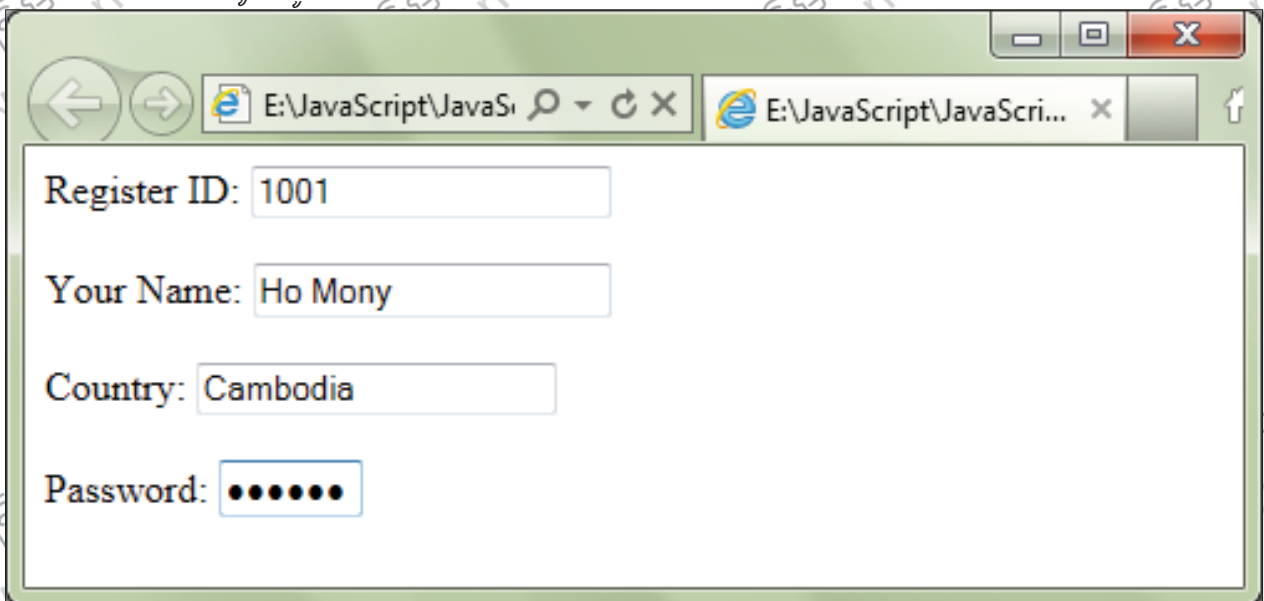 E:\JavaScript\JavaS
E:\JavaScript\JavaScri...
Register ID: 1001
Your Name: Ho Mony
Country: Cambodia
Password: ••••••